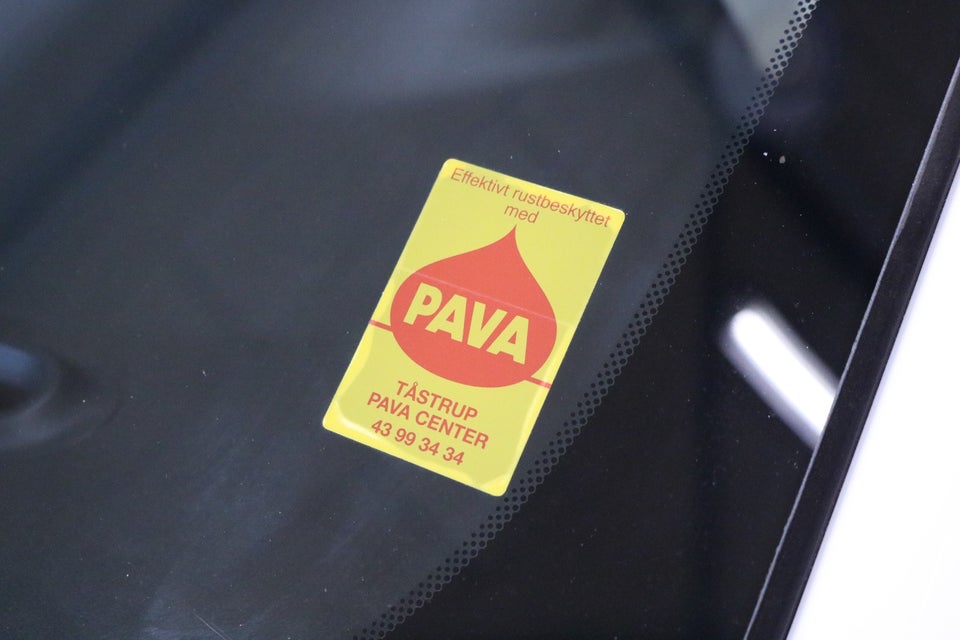 Effektivt rustbeskyttet
med
PAVA
TÅSTRUP
PAVA CENTER
43 99 34 34